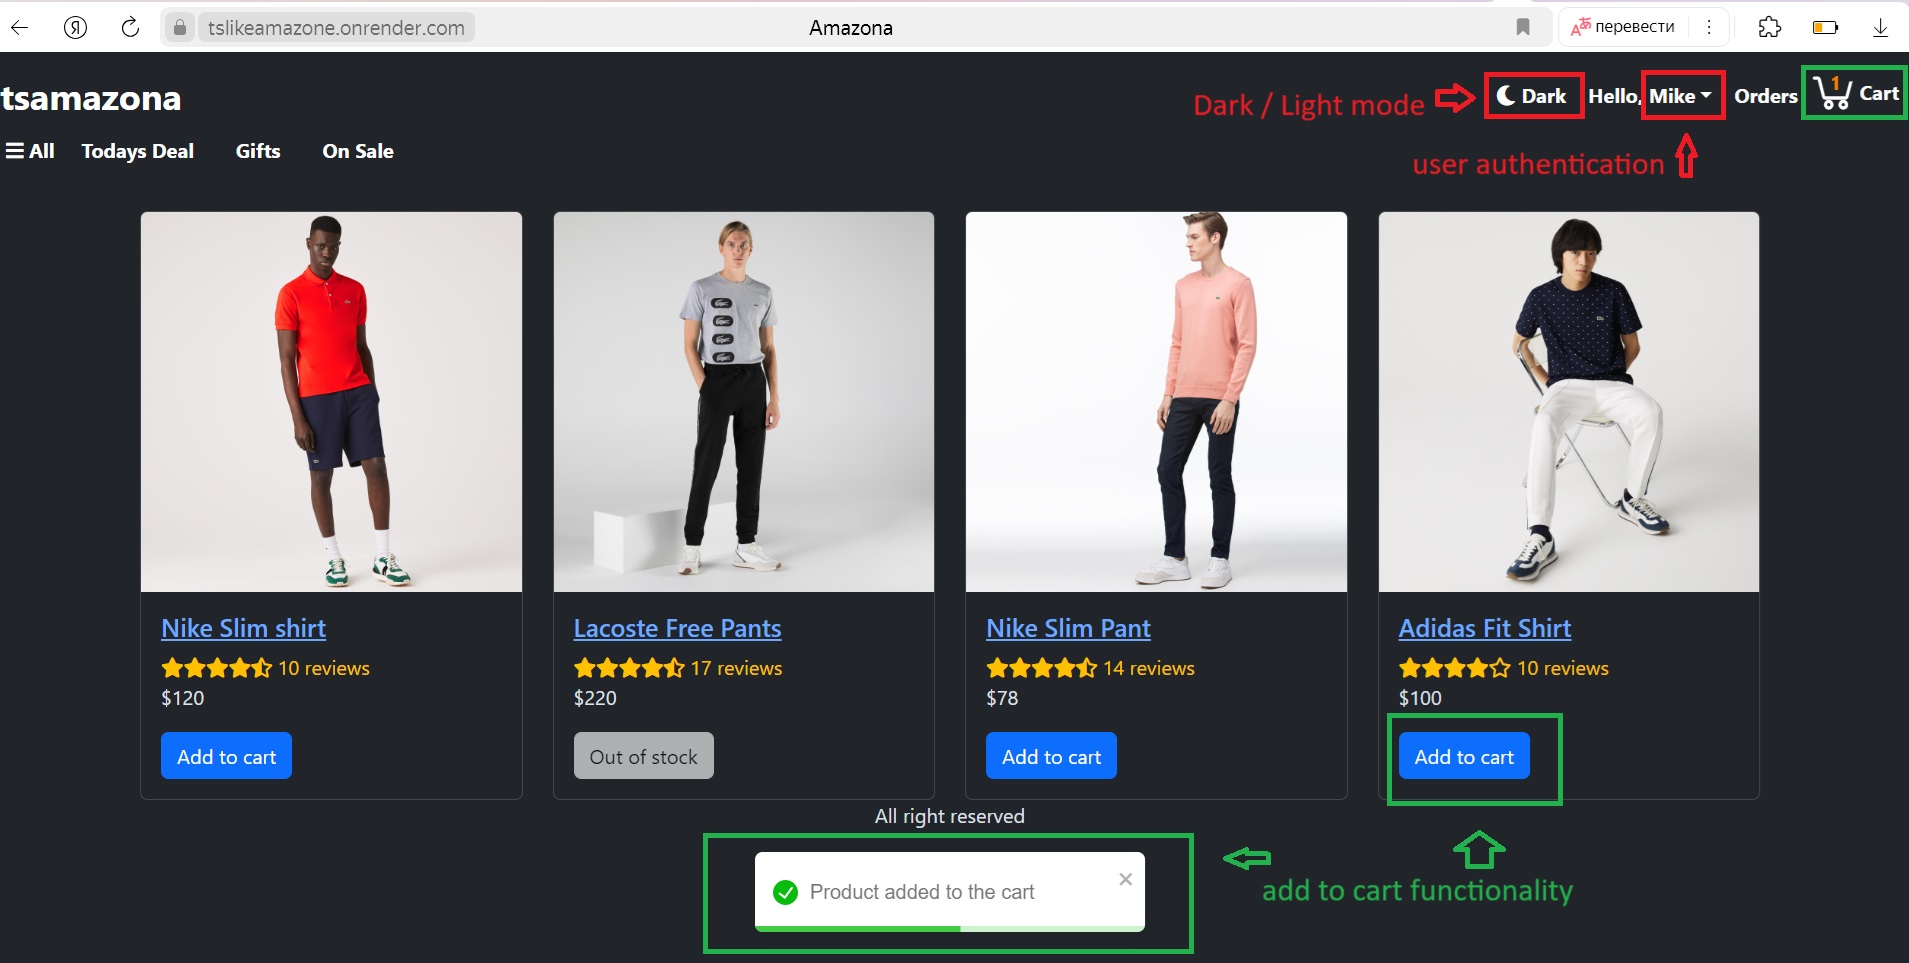 tslikeamazone.onrender.com
Amazona
перевести
tsamazona
Dark / Light mode
Dark
Hello, Mike
Orders
1
Cart
All
Todays Deal
Gifts
On Sale
user authentication
Nike Slim shirt
10 reviews
$120
Add to cart
Lacoste Free Pants
17 reviews
$220
Out of stock
Nike Slim Pant
14 reviews
$78
Add to cart
Adidas Fit Shirt
10 reviews
$100
Add to cart
All right reserved
Product added to the cart
add to cart functionality